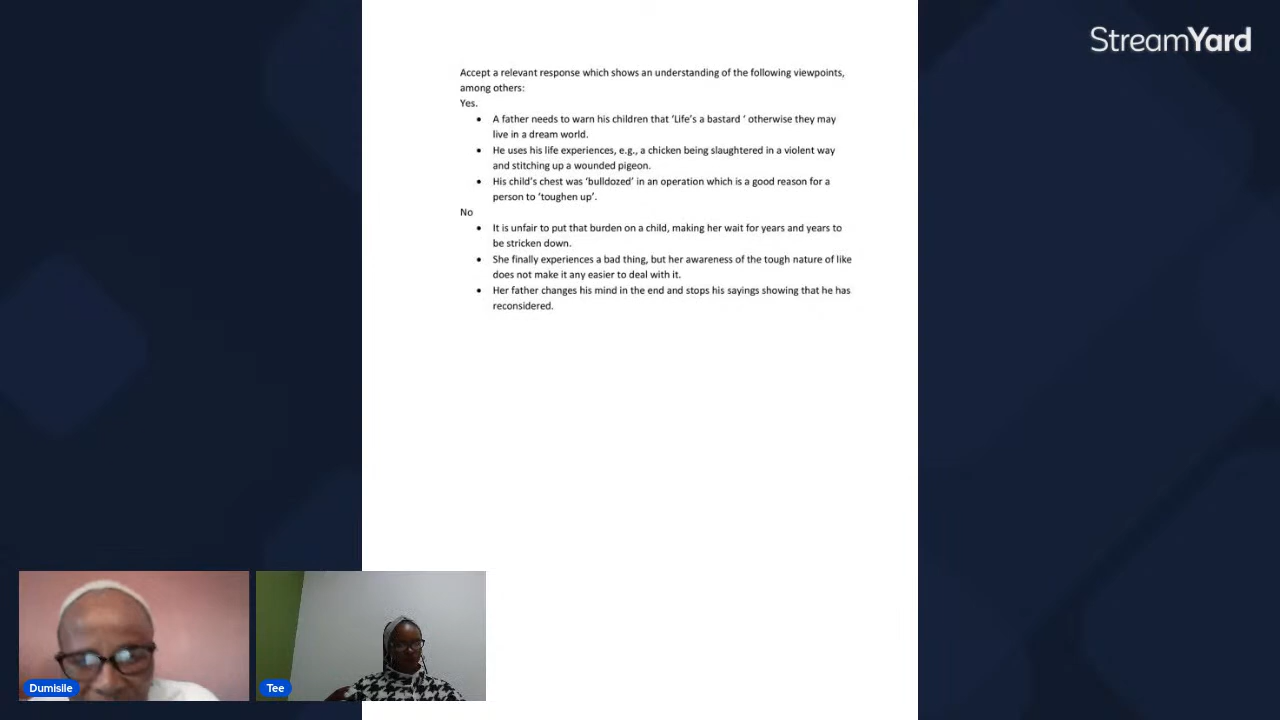 StreamYard
Accept a relevant response which shows an understanding of the following viewpoints,
among others:
Yes.
• A father needs to warn his children that ‘Life’s a bastard ‘ otherwise they may
live in a dream world.
• He uses his life experiences, e.g., a chicken being slaughtered in a violent way
and stitching up a wounded pigeon.
• His child’s chest was ‘bulldozed’ in an operation which is a good reason for a
person to ‘toughen up’.
No
• It is unfair to put that burden on a child, making her wait for years and years to
be stricken down.
• She finally experiences a bad thing, but her awareness of the tough nature of like
does not make it any easier to deal with it.
• Her father changes his mind in the end and stops his sayings showing that he has
reconsidered.
Dumisile
Tee